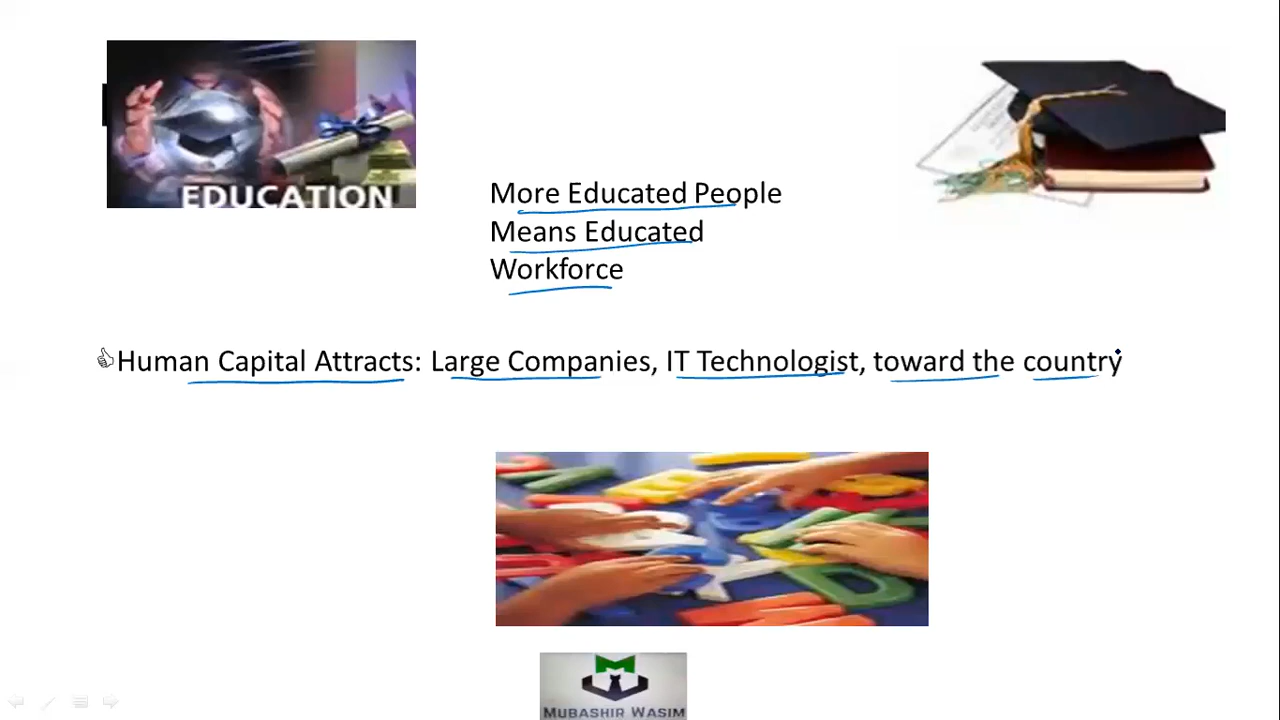 EDUCATION
More Educated People
Means Educated
Workforce
👍Human Capital Attracts: Large Companies, IT Technologist, toward the country
MUBASHIR WASIM